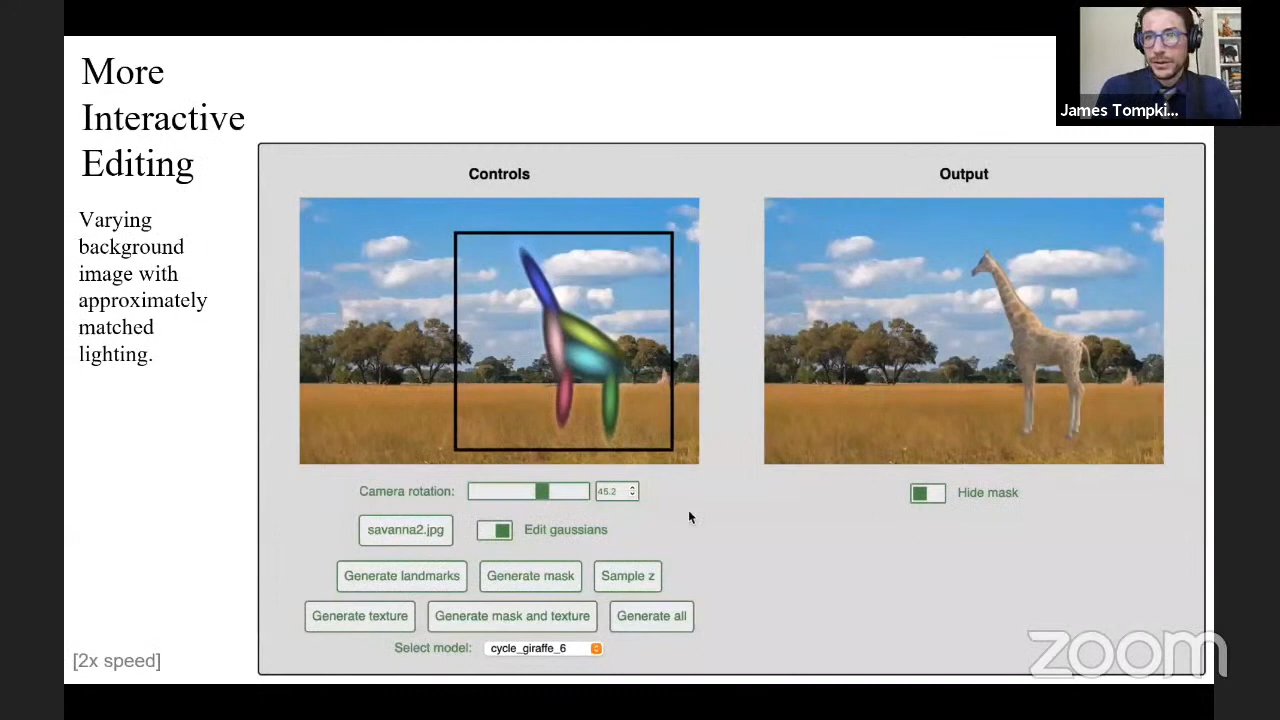 More
Interactive
Editing
Varying
background
image with
approximately
matched
lighting.
[2x speed]
James Tompki...
Controls
Output
Camera rotation:
45.2
Hide mask
savanna2.jpg
Edit gaussians
Generate landmarks
Generate mask
Sample z
Generate texture
Generate mask and texture
Generate all
Select model:
cycle_giraffe_6
zoom